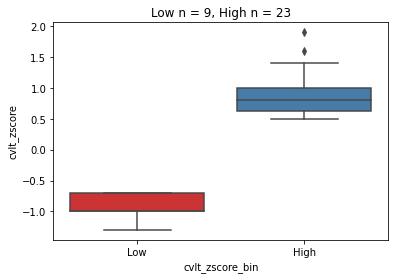 Low n = 9, High n = 23
2.0
1.5
1.0
0.5
0.0
−0.5
−1.0
cvlt_zscore
Low High
cvlt_zscore_bin